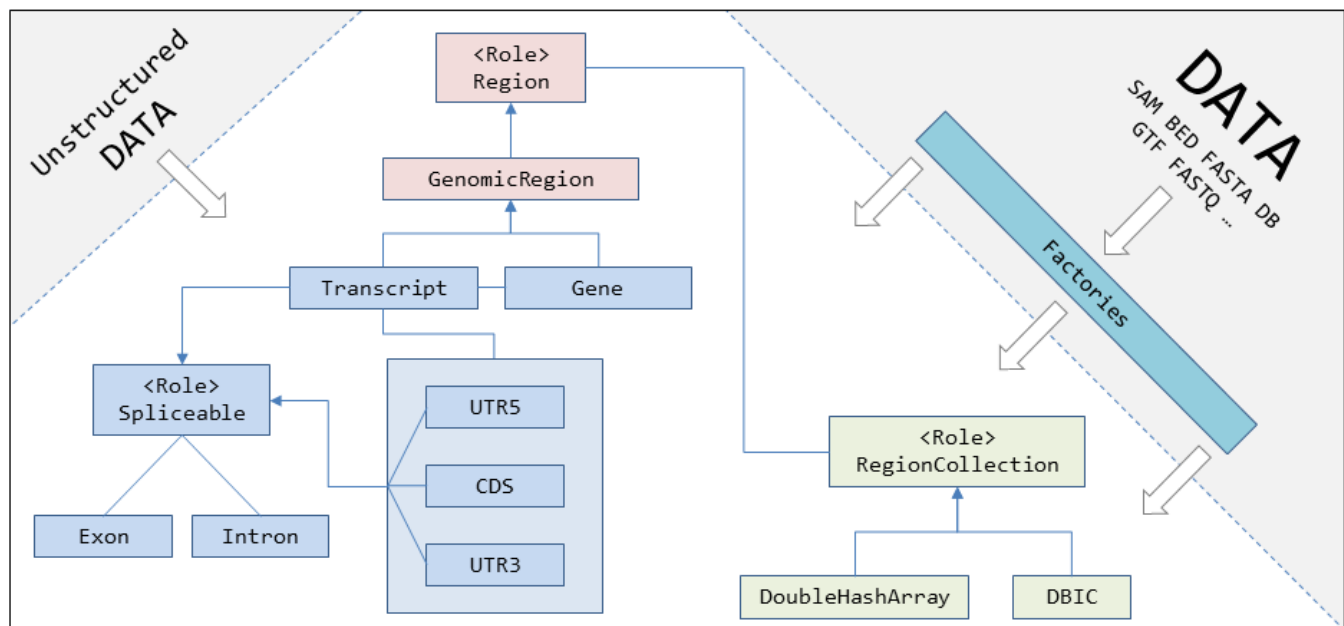 Unstructured
DATA
<Role>
Region
GenomicRegion
Transcript
Gene
<Role>
Spliceable
Exon
Intron
UTR5
CDS
UTR3
DATA
SAM BED FASTA DB
GTF FASTQ …
Factories
<Role>
RegionCollection
DoubleHashArray
DBIC